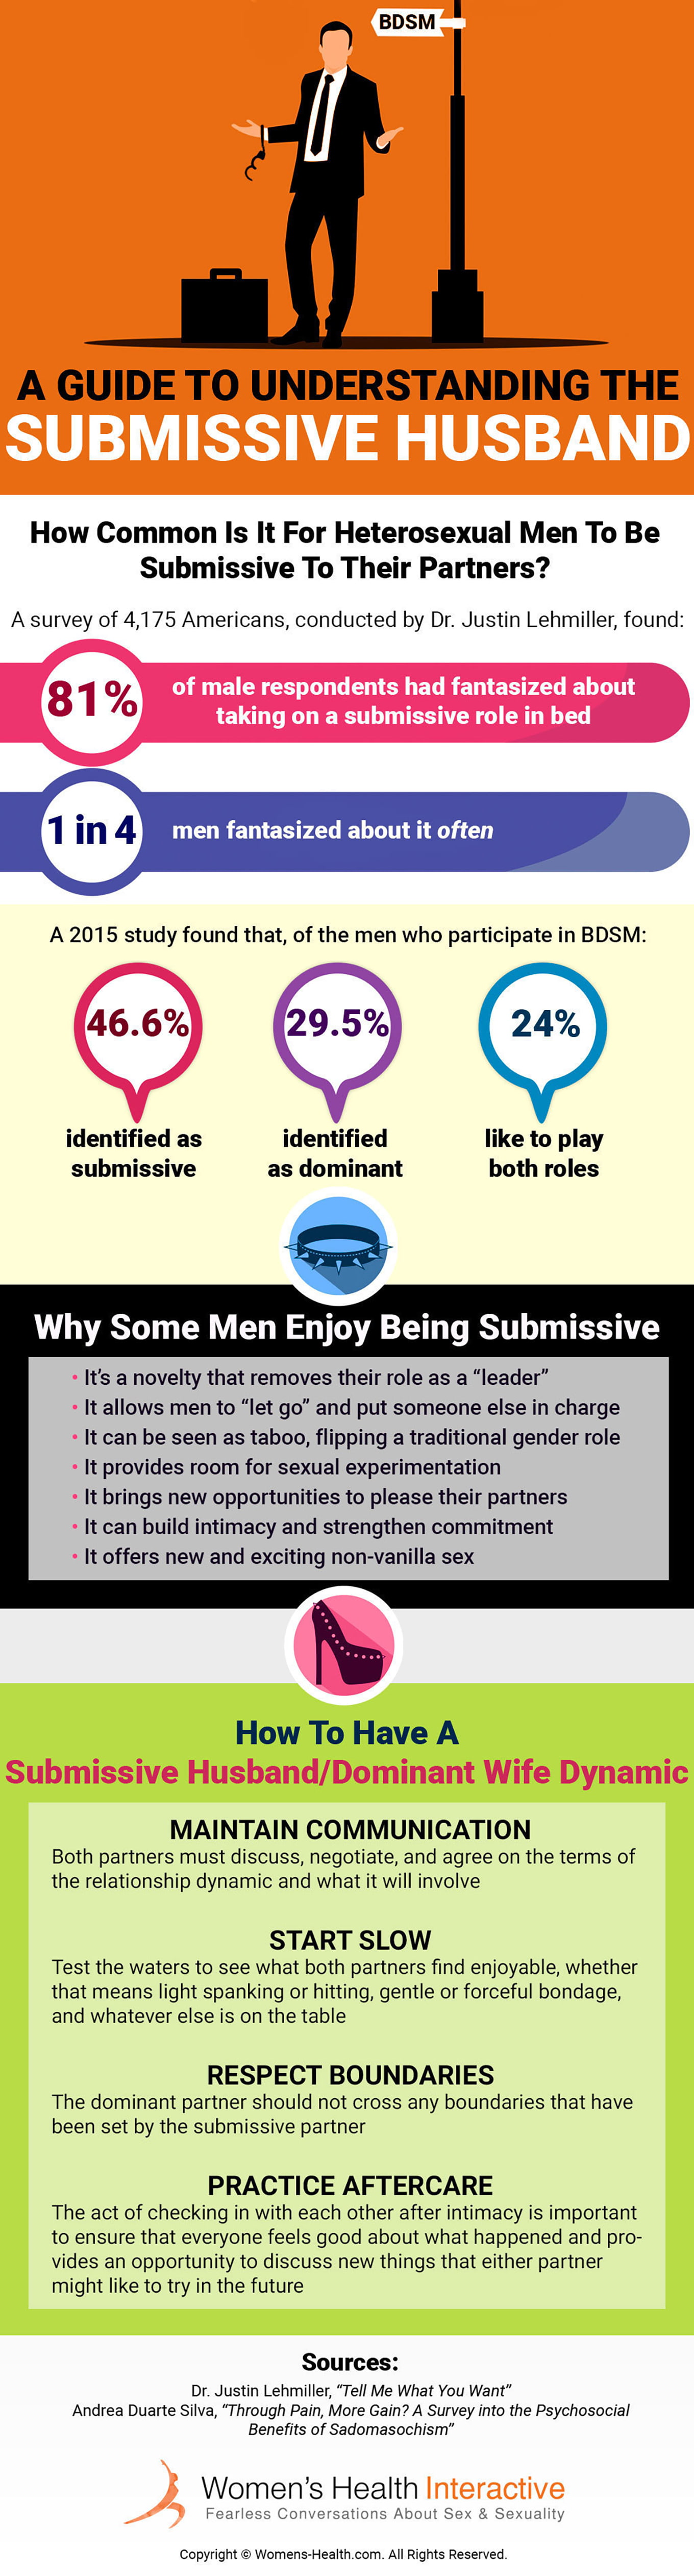 BDSM
A GUIDE TO UNDERSTANDING THE
SUBMISSIVE HUSBAND
How Common Is It For Heterosexual Men To Be
Submissive To Their Partners?
A survey of 4,175 Americans, conducted by Dr. Justin Lehmiller, found:
81%
of male respondents had fantasized about
taking on a submissive role in bed
1 in 4
men fantasized about it often
A 2015 study found that, of the men who participate in BDSM:
46.6%
identified as
submissive
29.5%
identified
as dominant
24%
like to play
both roles
Why Some Men Enjoy Being Submissive
• It's a novelty that removes their role as a “leader”
• It allows men to “let go” and put someone else in charge
• It can be seen as taboo, flipping a traditional gender role
• It provides room for sexual experimentation
• It brings new opportunities to please their partners
• It can build intimacy and strengthen commitment
• It offers new and exciting non-vanilla sex
How To Have A
Submissive Husband/Dominant Wife Dynamic
MAINTAIN COMMUNICATION
Both partners must discuss, negotiate, and agree on the terms of
the relationship dynamic and what it will involve
START SLOW
Test the waters to see what both partners find enjoyable, whether
that means light spanking or hitting, gentle or forceful bondage,
and whatever else is on the table
RESPECT BOUNDARIES
The dominant partner should not cross any boundaries that have
been set by the submissive partner
PRACTICE AFTERCARE
The act of checking in with each other after intimacy is important
to ensure that everyone feels good about what happened and pro-
vides an opportunity to discuss new things that either partner
might like to try in the future
Sources:
Dr. Justin Lehmiller, “Tell Me What You Want”
Andrea Duarte Silva, “Through Pain, More Gain? A Survey into the Psychosocial
Benefits of Sadomasochism”
Women's Health Interactive
Fearless Conversations About Sex & Sexuality
Copyright © Womens-Health.com. All Rights Reserved.